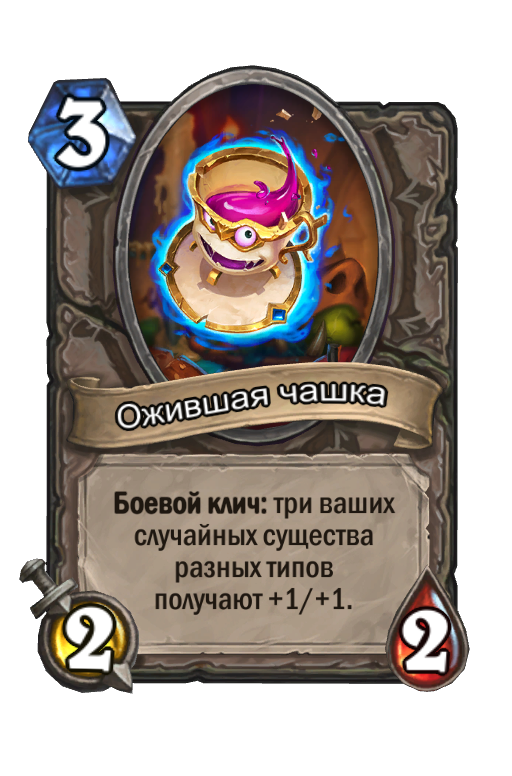 3
Ожившая чашка
Боевой клич: три ваших
случайных существа
разных типов
получают +1/+1.
2
2